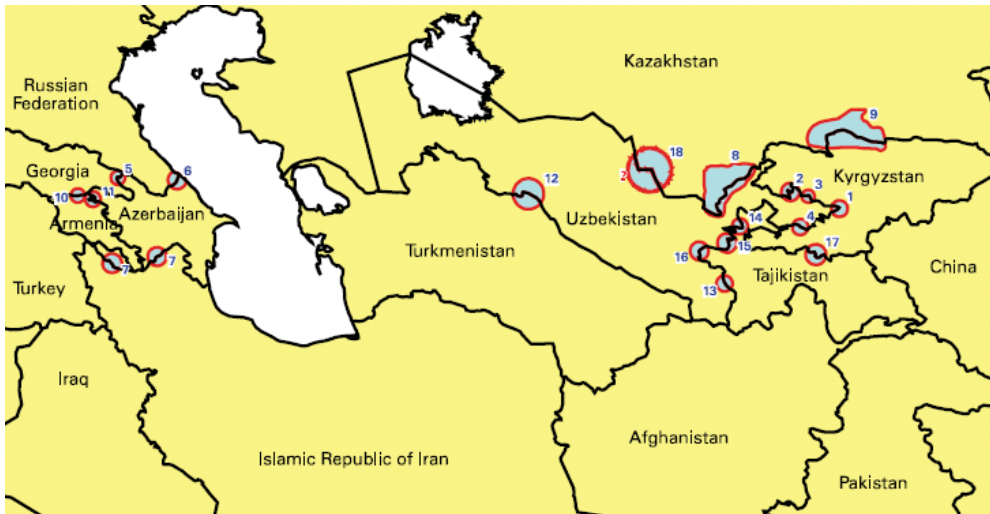 Kazakhstan
Russian
Federation
9
18
8
2
Georgia
5
6
Kyrgyzstan
12
2
3
10
11
1
Armenia
Azerbaijan
Uzbekistan
14
4
Turkmenistan
15
16
17
7
7
Tajikistan
China
Turkey
13
Iraq
Afghanistan
Islamic Republic of Iran
Pakistan